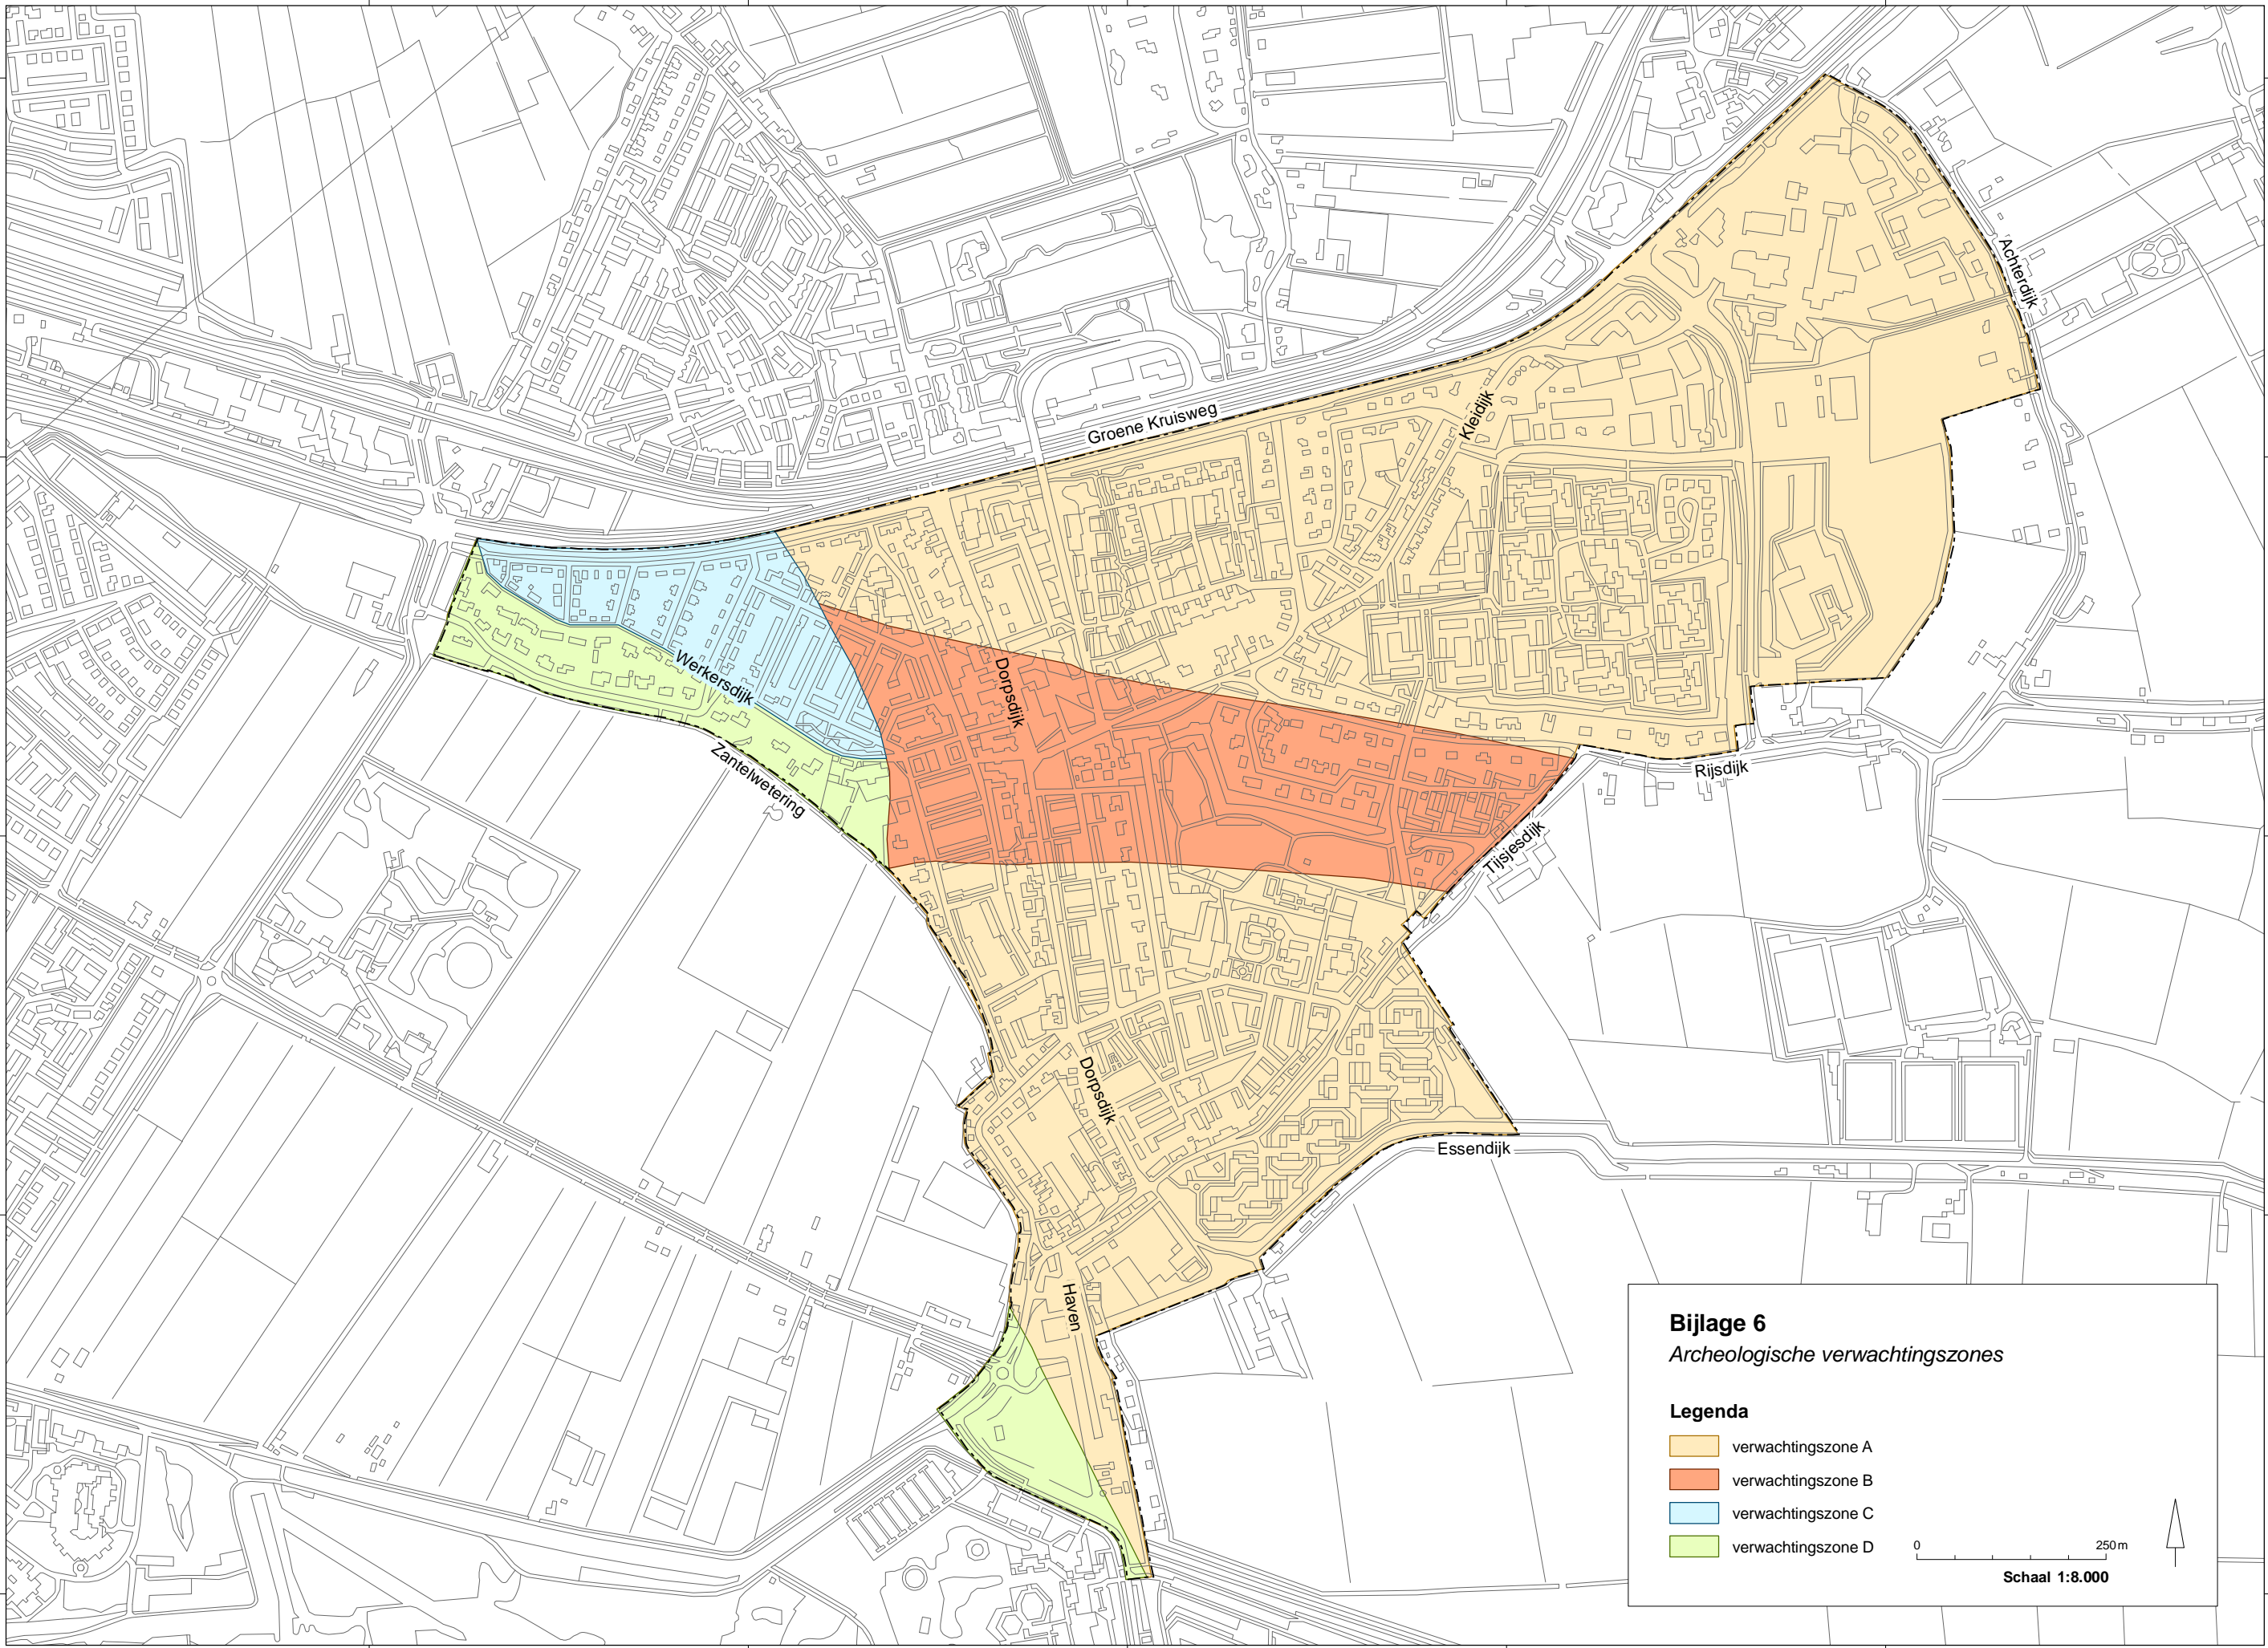 Achterdijk
Groene Kruisweg
Kleidijk
Werkersdijk
Dorpsdijk
Zantelwetering
Rijsdijk
Tijsjesdijk
Dorpsdijk
Essendijk
Haven
Bijlage 6
Archeologische verwachtingszones
Legenda
verwachtingszone A
verwachtingszone B
verwachtingszone C
verwachtingszone D
0 250 m
Schaal 1:8.000